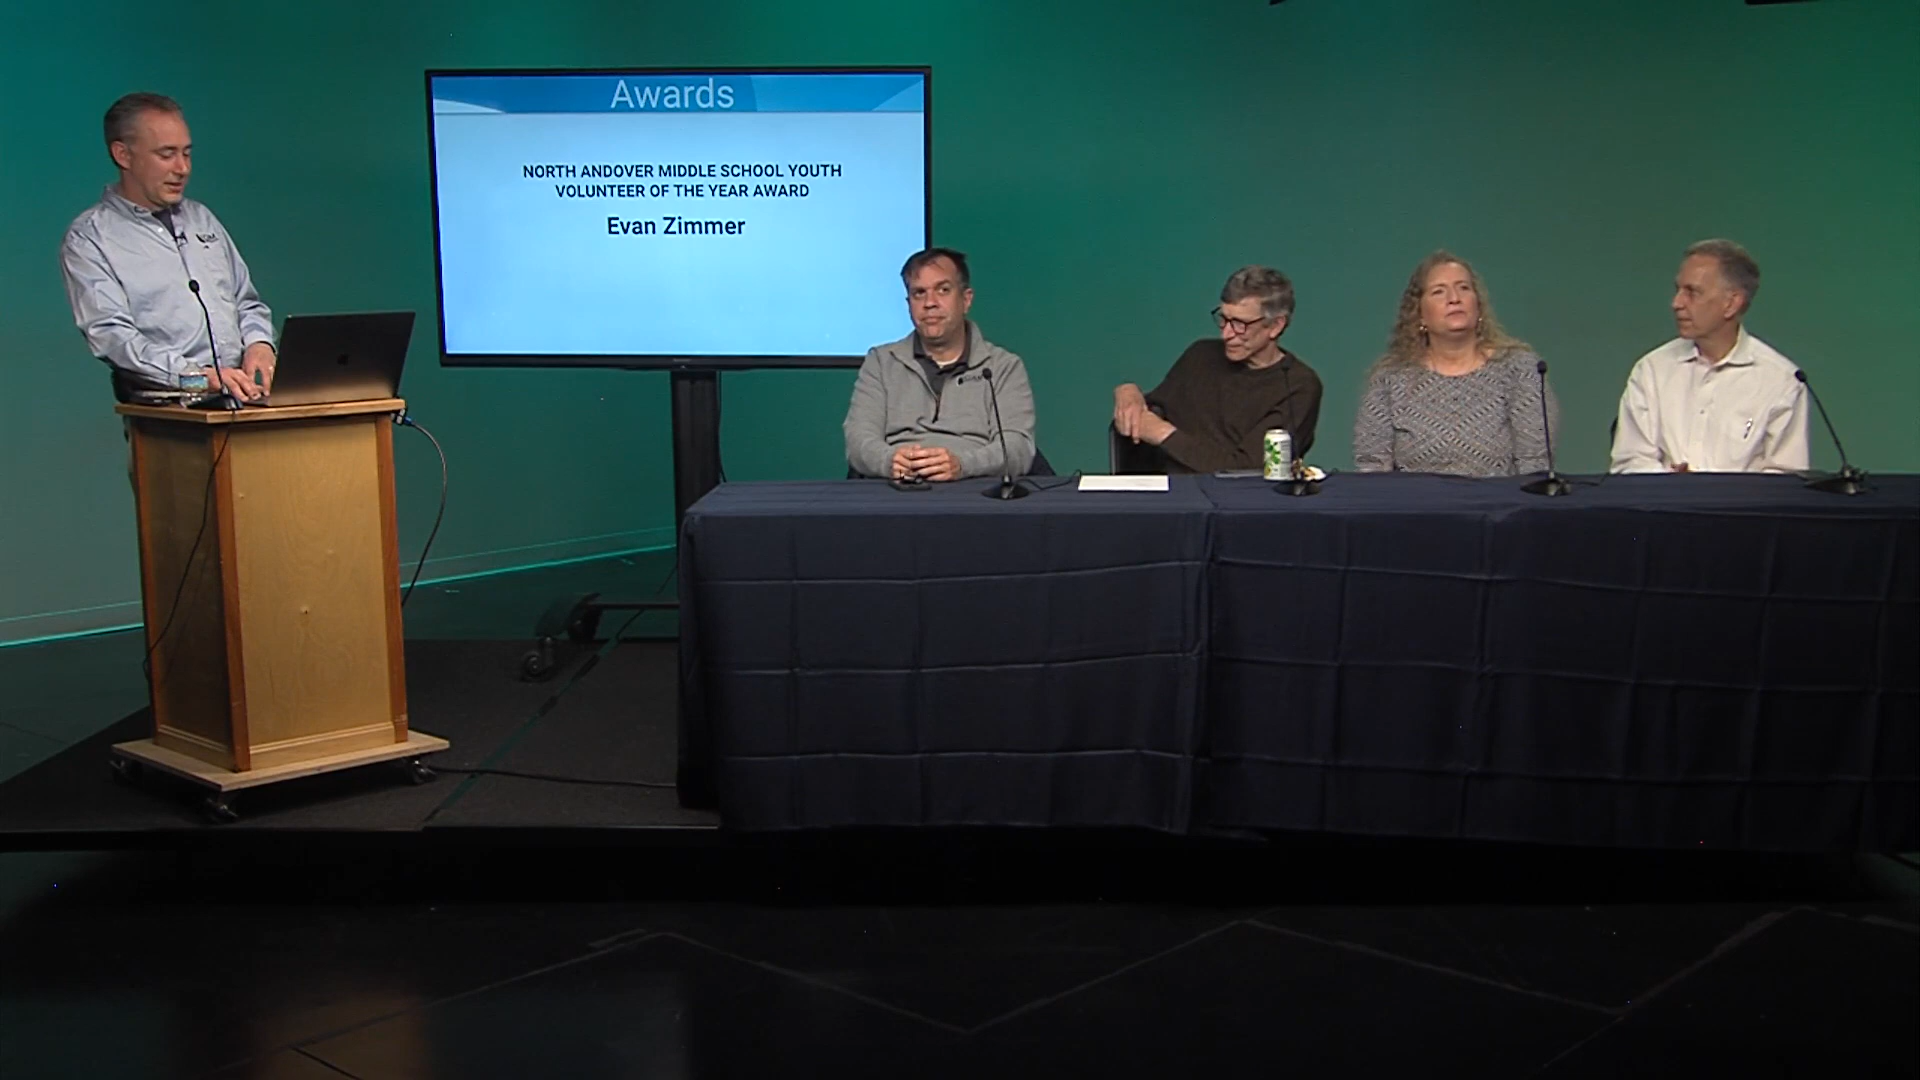 Awards
NORTH ANDOVER MIDDLE SCHOOL YOUTH
VOLUNTEER OF THE YEAR AWARD
Evan Zimmer